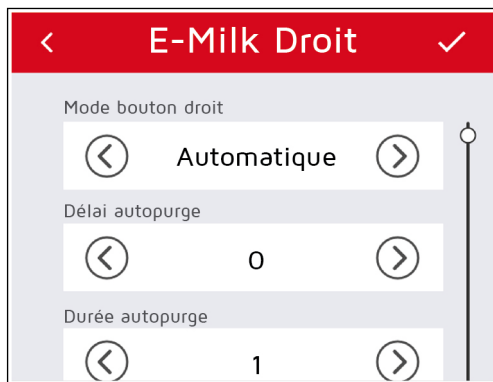 E-Milk Droit
Mode bouton droit
Automatique
Délai autopurge
0
Durée autopurge
1